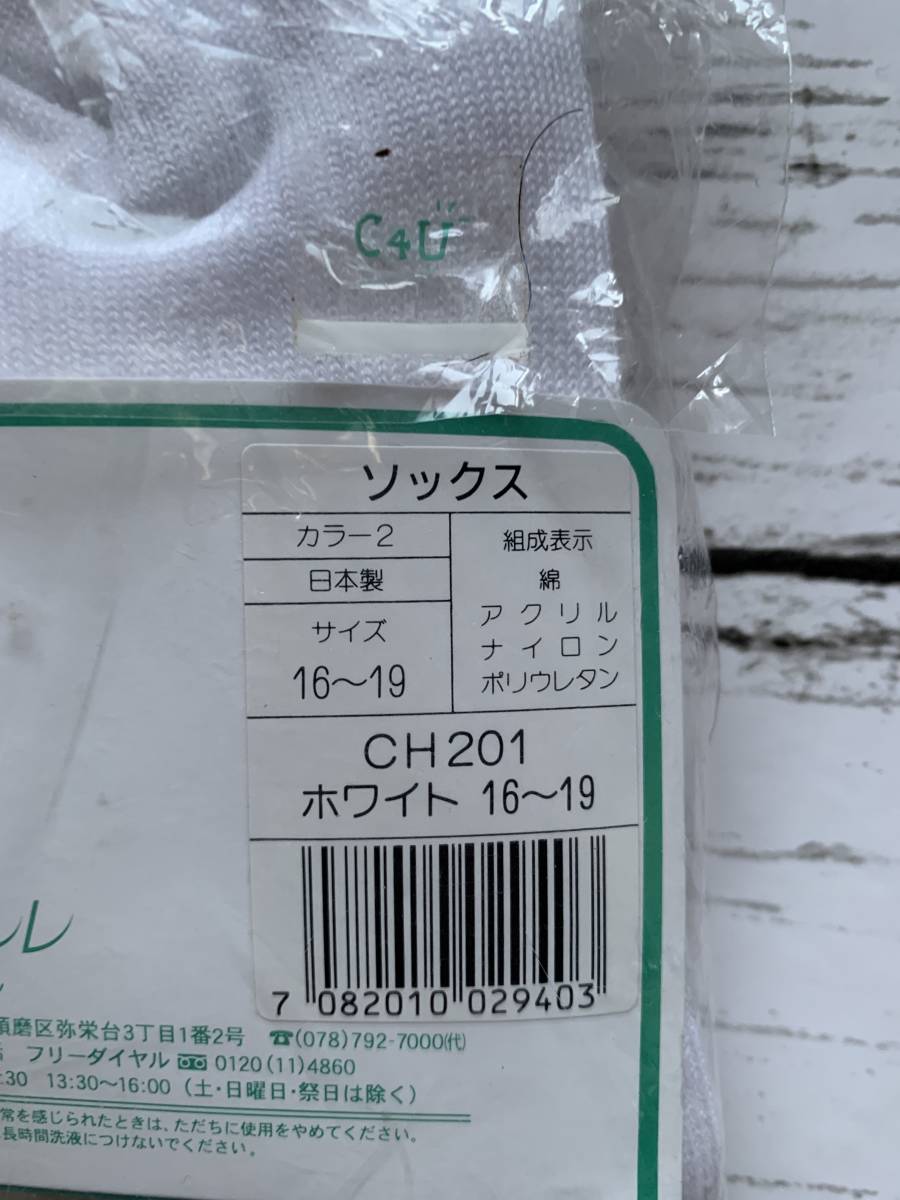 C4U
ソックス
カラー2
日本製
サイズ
16〜19
組成表示
綿
アクリル
ナイロン
ポリウレタン
CH201
ホワイト 16〜19
7 082010 029403
ル
磨区弥栄台3丁目1番2号 ☎(078)792-7000㈹
フリーダイヤル 0120(11)4860
:30 13:30〜16:00 (土・日曜日・祭日は除く)
常を感じられたときは、ただちに使用をやめてください。
長時間洗液につけないでください。